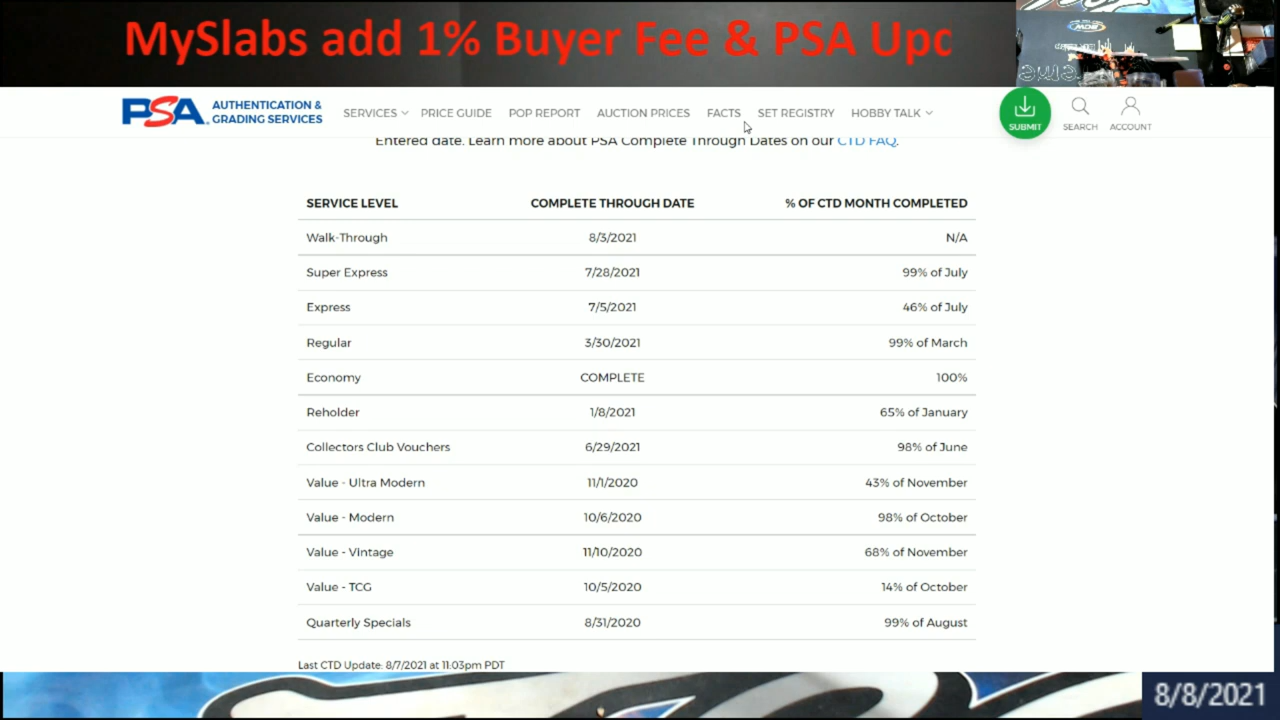 MySlabs add 1% Buyer Fee & PSA Upc
PSA AUTHENTICATION &
GRADING SERVICES
SERVICES PRICE GUIDE POP REPORT AUCTION PRICES FACTS SET REGISTRY HOBBY TALK
SUBMIT SEARCH ACCOUNT
Entered date. Learn more about PSA Complete Through Dates on our CTD FAQ.
SERVICE LEVEL COMPLETE THROUGH DATE % OF CTD MONTH COMPLETED
Walk-Through 8/3/2021 N/A
Super Express 7/28/2021 99% of July
Express 7/5/2021 46% of July
Regular 3/30/2021 99% of March
Economy COMPLETE 100%
Reholder 1/8/2021 65% of January
Collectors Club Vouchers 6/29/2021 98% of June
Value - Ultra Modern 11/1/2020 43% of November
Value - Modern 10/6/2020 98% of October
Value - Vintage 11/10/2020 68% of November
Value - TCG 10/5/2020 14% of October
Quarterly Specials 8/31/2020 99% of August
Last CTD Update: 8/7/2021 at 11:03pm PDT
8/8/2021